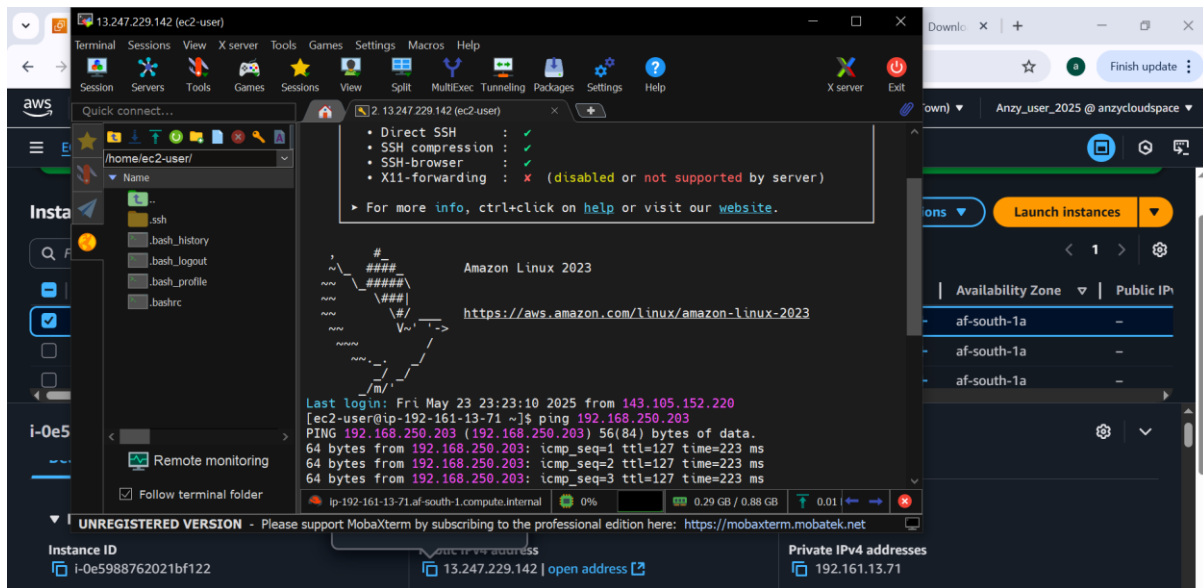 13.247.229.142 (ec2-user)
Downlo
Terminal Sessions View X server Tools Games Settings Macros Help
Session Servers Tools Games Sessions View Split MultiExec Tunneling Packages Settings Help X server Exit
a Finish update
aws
Quick connect...
2. 13.247.229.142 (ec2-user)
Anzy_user_2025 @ anzycloudspace
/home/ec2-user/
Name
..
.ssh
.bash_history
.bash_logout
.bash_profile
.bashrc
• Direct SSH : ✔
• SSH compression : ✔
• SSH-browser : ✔
• X11-forwarding : ✘ (disabled or not supported by server)
➤ For more info, ctrl+click on help or visit our website.
Insta
Launch instances
1
Availability Zone
af-south-1a –
af-south-1a –
af-south-1a –
, #_
~\_ ####_ Amazon Linux 2023
~~ \_#####\
~~ \###|
~~ \#/ ___ https://aws.amazon.com/linux/amazon-linux-2023
~~ V~' '->
~~~ /
~~._. _/
_/ _/
_/m/'
Last login: Fri May 23 23:23:10 2025 from 143.105.152.220
[ec2-user@ip-192-161-13-71 ~]$ ping 192.168.250.203
PING 192.168.250.203 (192.168.250.203) 56(84) bytes of data.
64 bytes from 192.168.250.203: icmp_seq=1 ttl=127 time=223 ms
64 bytes from 192.168.250.203: icmp_seq=2 ttl=127 time=223 ms
64 bytes from 192.168.250.203: icmp_seq=3 ttl=127 time=223 ms
i-0e5
Remote monitoring
Follow terminal folder
ip-192-161-13-71.af-south-1.compute.internal 0% 0.29 GB / 0.88 GB 0.01
UNREGISTERED VERSION - Please support MobaXterm by subscribing to the professional edition here: https://mobaxterm.mobatek.net
Instance ID
i-0e5988762021bf122
13.247.229.142 | open address
Private IPv4 addresses
192.161.13.71